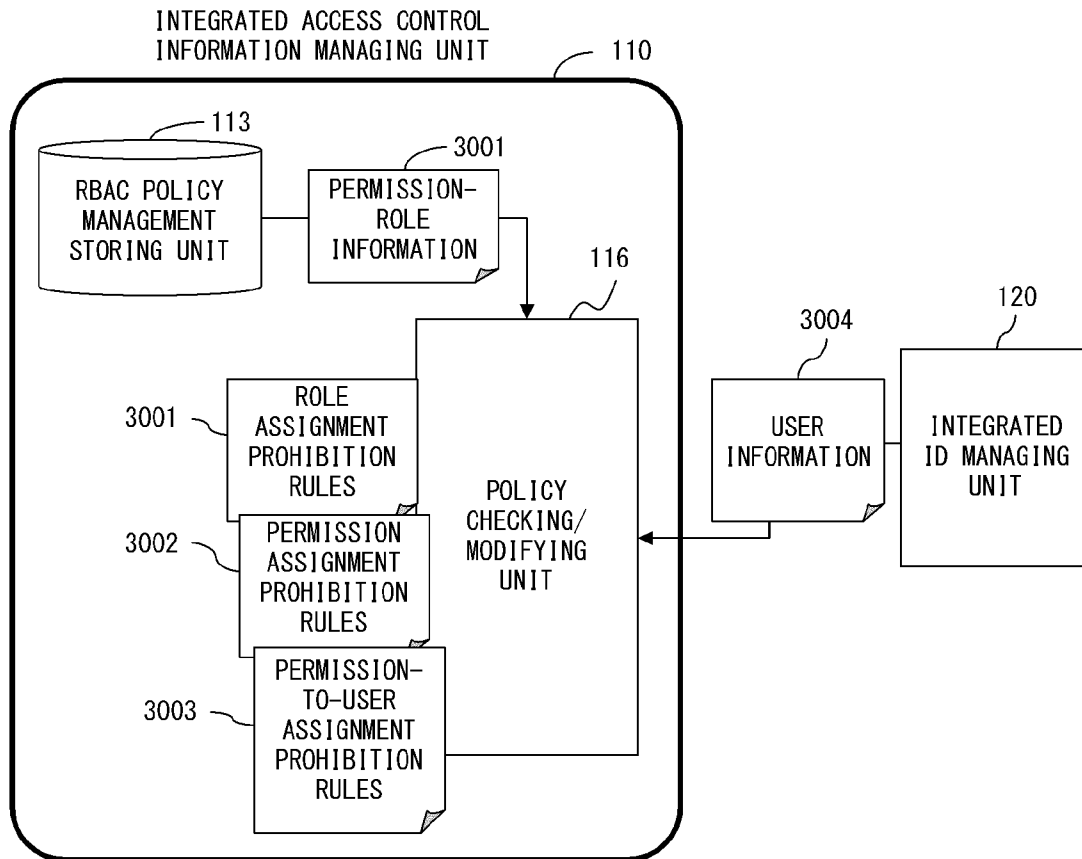 INTEGRATED ACCESS CONTROL
INFORMATION MANAGING UNIT
110
113
3001
RBAC POLICY
MANAGEMENT
STORING UNIT
PERMISSION-
ROLE
INFORMATION
116
3004
120
3001
ROLE
ASSIGNMENT
PROHIBITION
RULES
USER
INFORMATION
INTEGRATED
ID MANAGING
UNIT
POLICY
CHECKING/
MODIFYING
UNIT
3002
PERMISSION
ASSIGNMENT
PROHIBITION
RULES
3003
PERMISSION-
TO-USER
ASSIGNMENT
PROHIBITION
RULES